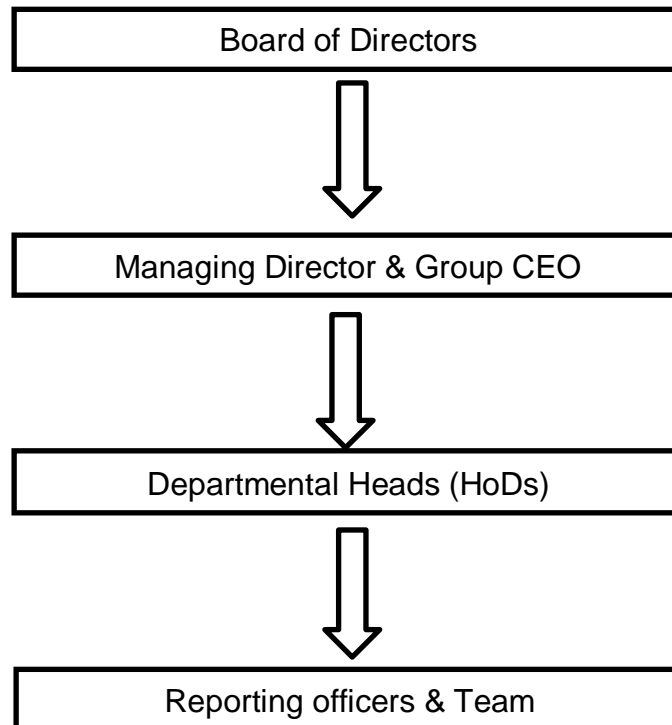 Board of Directors
Managing Director & Group CEO
Departmental Heads (HoDs)
Reporting officers & Team